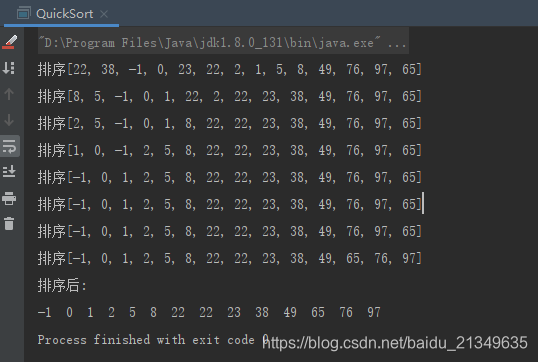 QuickSort
"D:\Program Files\Java\jdk1.8.0_131\bin\java.exe" ...
排序[22, 38, -1, 0, 23, 22, 2, 1, 5, 8, 49, 76, 97, 65]
排序[8, 5, -1, 0, 1, 22, 2, 22, 23, 38, 49, 76, 97, 65]
排序[2, 5, -1, 0, 1, 8, 22, 22, 23, 38, 49, 76, 97, 65]
排序[1, 0, -1, 2, 5, 8, 22, 22, 23, 38, 49, 76, 97, 65]
排序[-1, 0, 1, 2, 5, 8, 22, 22, 23, 38, 49, 76, 97, 65]
排序[-1, 0, 1, 2, 5, 8, 22, 22, 23, 38, 49, 76, 97, 65]
排序[-1, 0, 1, 2, 5, 8, 22, 22, 23, 38, 49, 76, 97, 65]
排序[-1, 0, 1, 2, 5, 8, 22, 22, 23, 38, 49, 65, 76, 97]
排序后:
-1 0 1 2 5 8 22 22 23 38 49 65 76 97
Process finished with exit code 0
https://blog.csdn.net/baidu_21349635